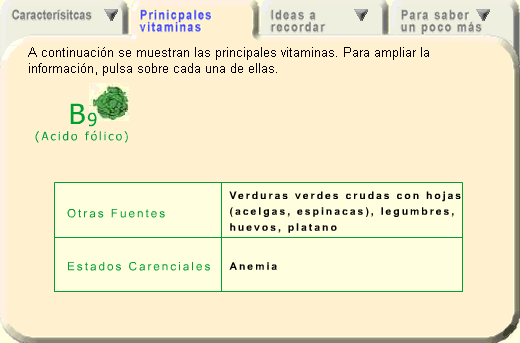 Caracterísitcas
Prinicpales
vitaminas
Ideas a
recordar
Para saber
un poco más
A continuación se muestran las principales vitaminas. Para ampliar la
información, pulsa sobre cada una de ellas.
B9
(Acido fólico)
Otras Fuentes
Verduras verdes crudas con hojas
(acelgas, espinacas), legumbres,
huevos, platano
Estados Carenciales
Anemia